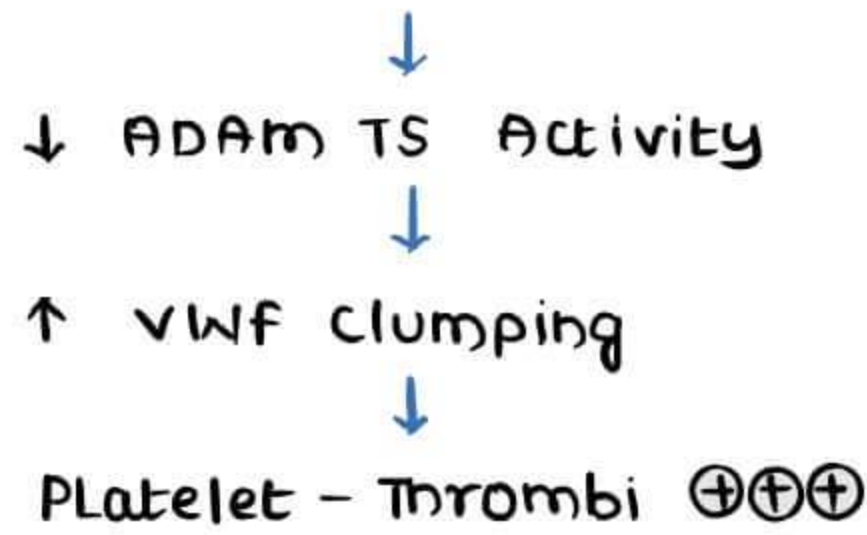 ↓ ADAM TS Activity
↑ VWF Clumping
Platelet - Thrombi ⊕⊕⊕